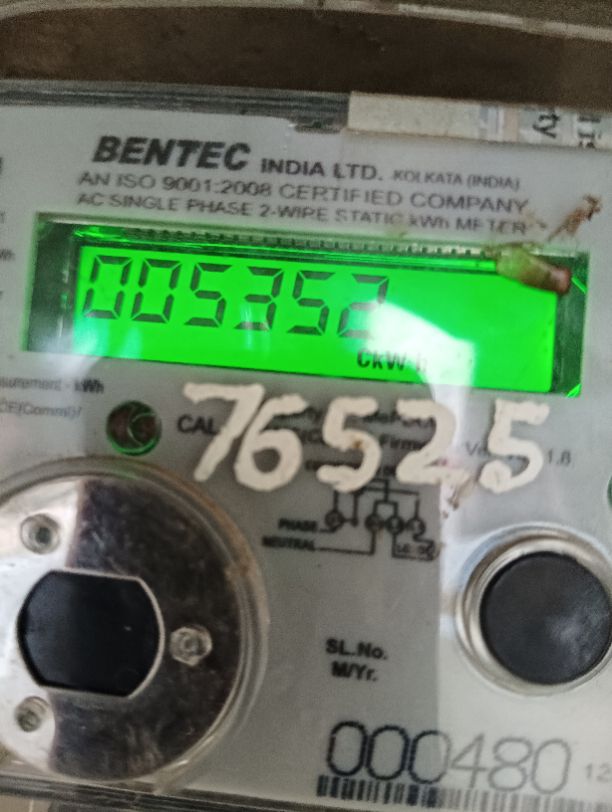 BENTEC INDIA LTD. KOLKATA (INDIA)
AN ISO 9001:2008 CERTIFIED COMPANY
AC SINGLE PHASE 2-WIRE STATIC kWh METER
005352
CkWh
76525
CAL
PHASE
NEUTRAL
SL.No.
M/Yr.
000480